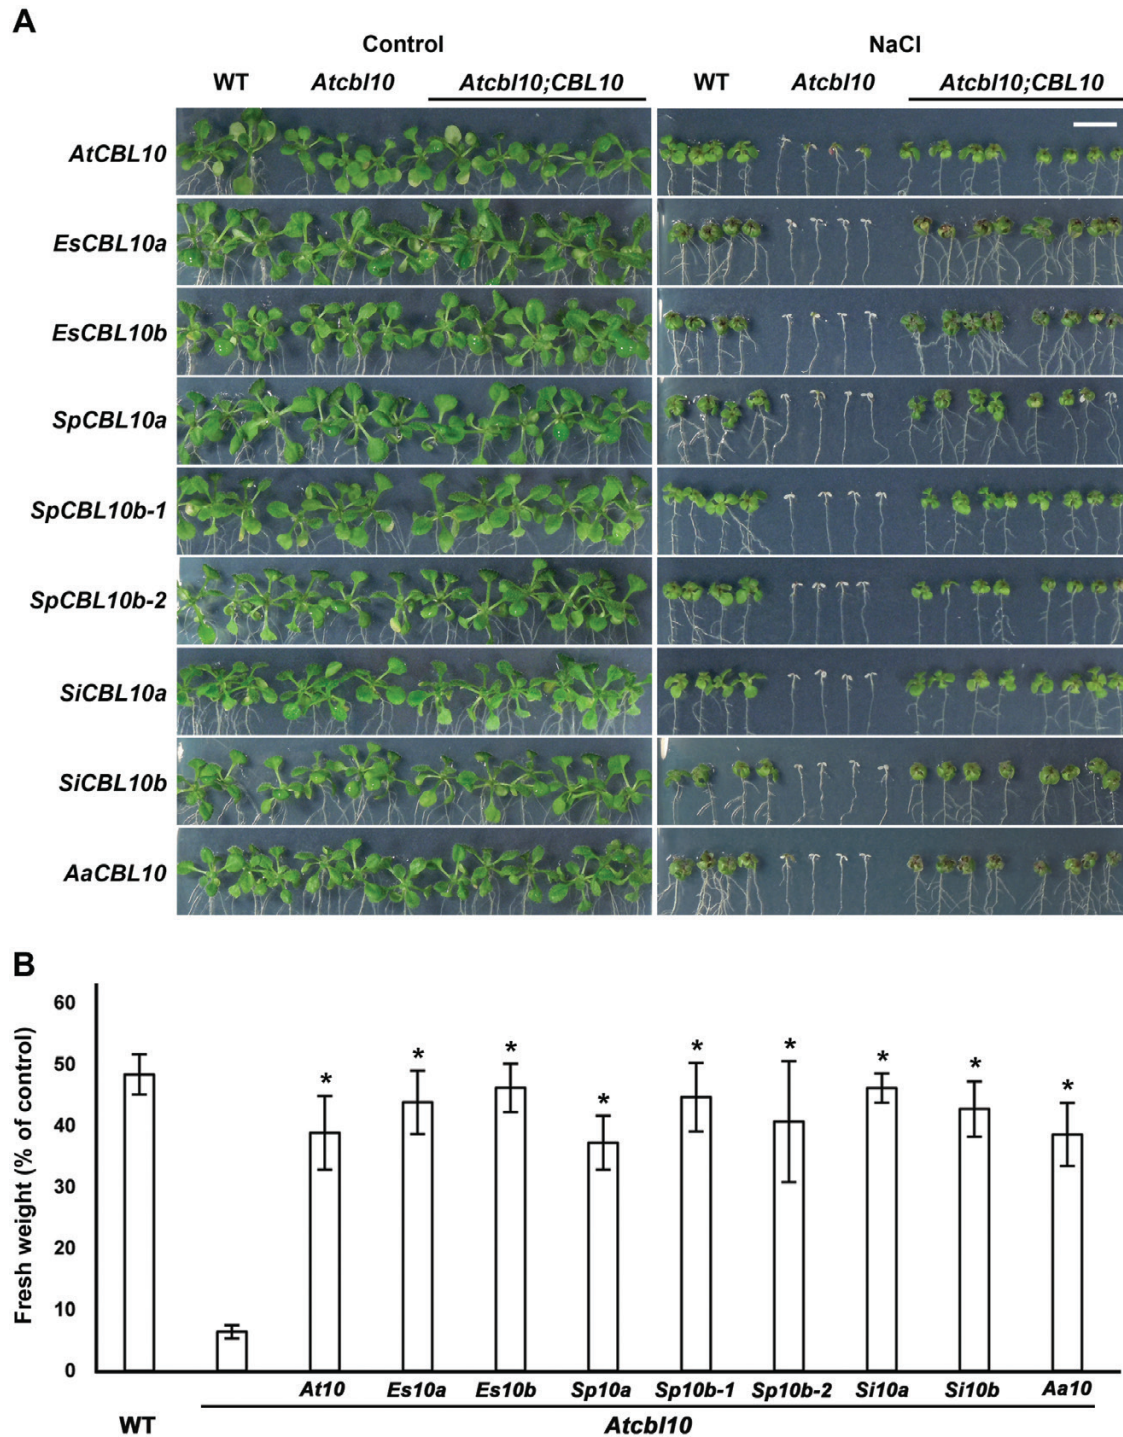 A
Control NaCl
WT Atcbl10 Atcbl10;CBL10 WT Atcbl10 Atcbl10;CBL10
AtCBL10
EsCBL10a
EsCBL10b
SpCBL10a
SpCBL10b-1
SpCBL10b-2
SiCBL10a
SiCBL10b
AaCBL10
B
Fresh weight (% of control)
60
50
40
30
20
10
0
* * * * * * * * *
At10 Es10a Es10b Sp10a Sp10b-1 Sp10b-2 Si10a Si10b Aa10
WT Atcbl10